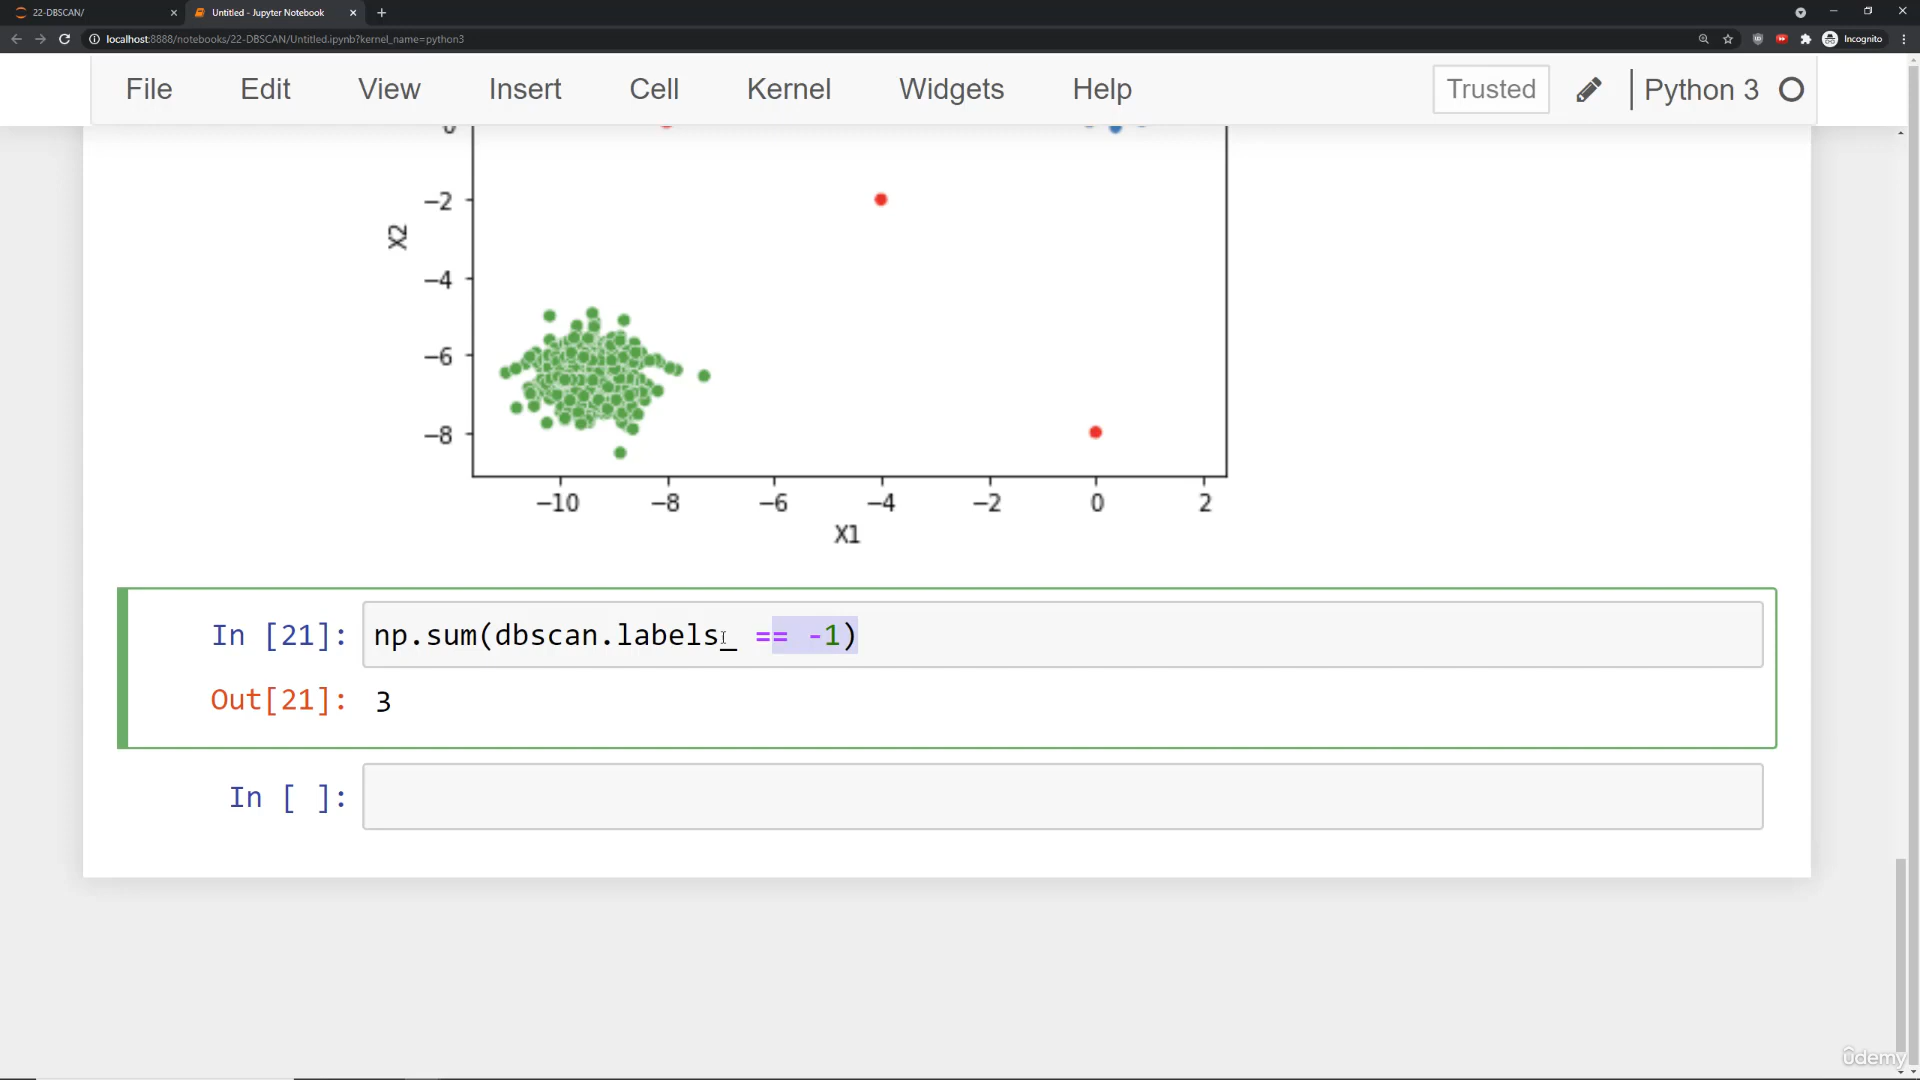 22-DBSCAN/
Untitled - Jupyter Notebook
localhost:8888/notebooks/22-DBSCAN/Untitled.ipynb?kernel_name=python3
Incognito
File Edit View Insert Cell Kernel Widgets Help Trusted Python 3
0
−2
X2
−4
−6
−8
−10 −8 −6 −4 −2 0 2
X1
In [21]: np.sum(dbscan.labels_ == -1)
Out[21]: 3
In [ ]:
ûdemy